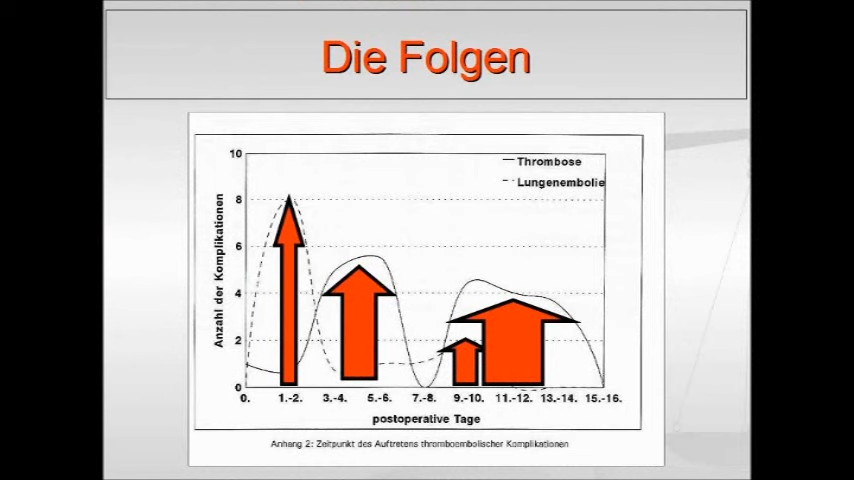 Die Folgen
10
Thrombose
Lungenembolie
8
6
4
2
0
Anzahl der Komplikationen
0. 1.-2. 3.-4. 5.-6. 7.-8. 9.-10. 11.-12. 13.-14. 15.-16.
postoperative Tage
Anhang 2: Zeitpunkt des Auftretens thromboembolischer Komplikationen